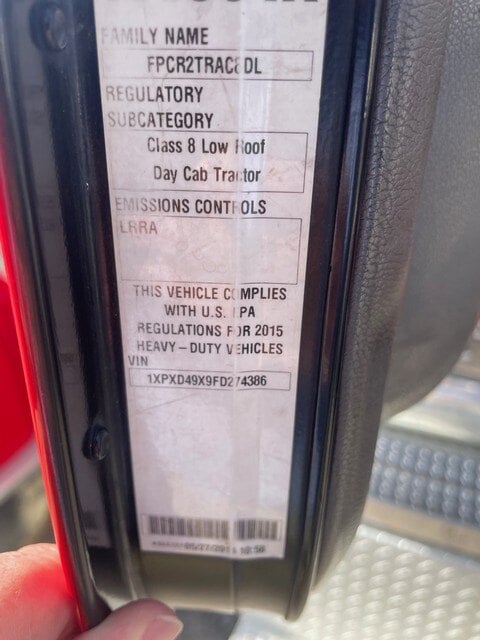 FAMILY NAME
FPCR2TRAC8DL
REGULATORY
SUBCATEGORY
Class 8 Low Roof
Day Cab Tractor
EMISSIONS CONTROLS
LRRA
THIS VEHICLE COMPLIES
WITH U.S. EPA
REGULATIONS FOR 2015
HEAVY-DUTY VEHICLES
VIN
1XPXD49X9FD274386